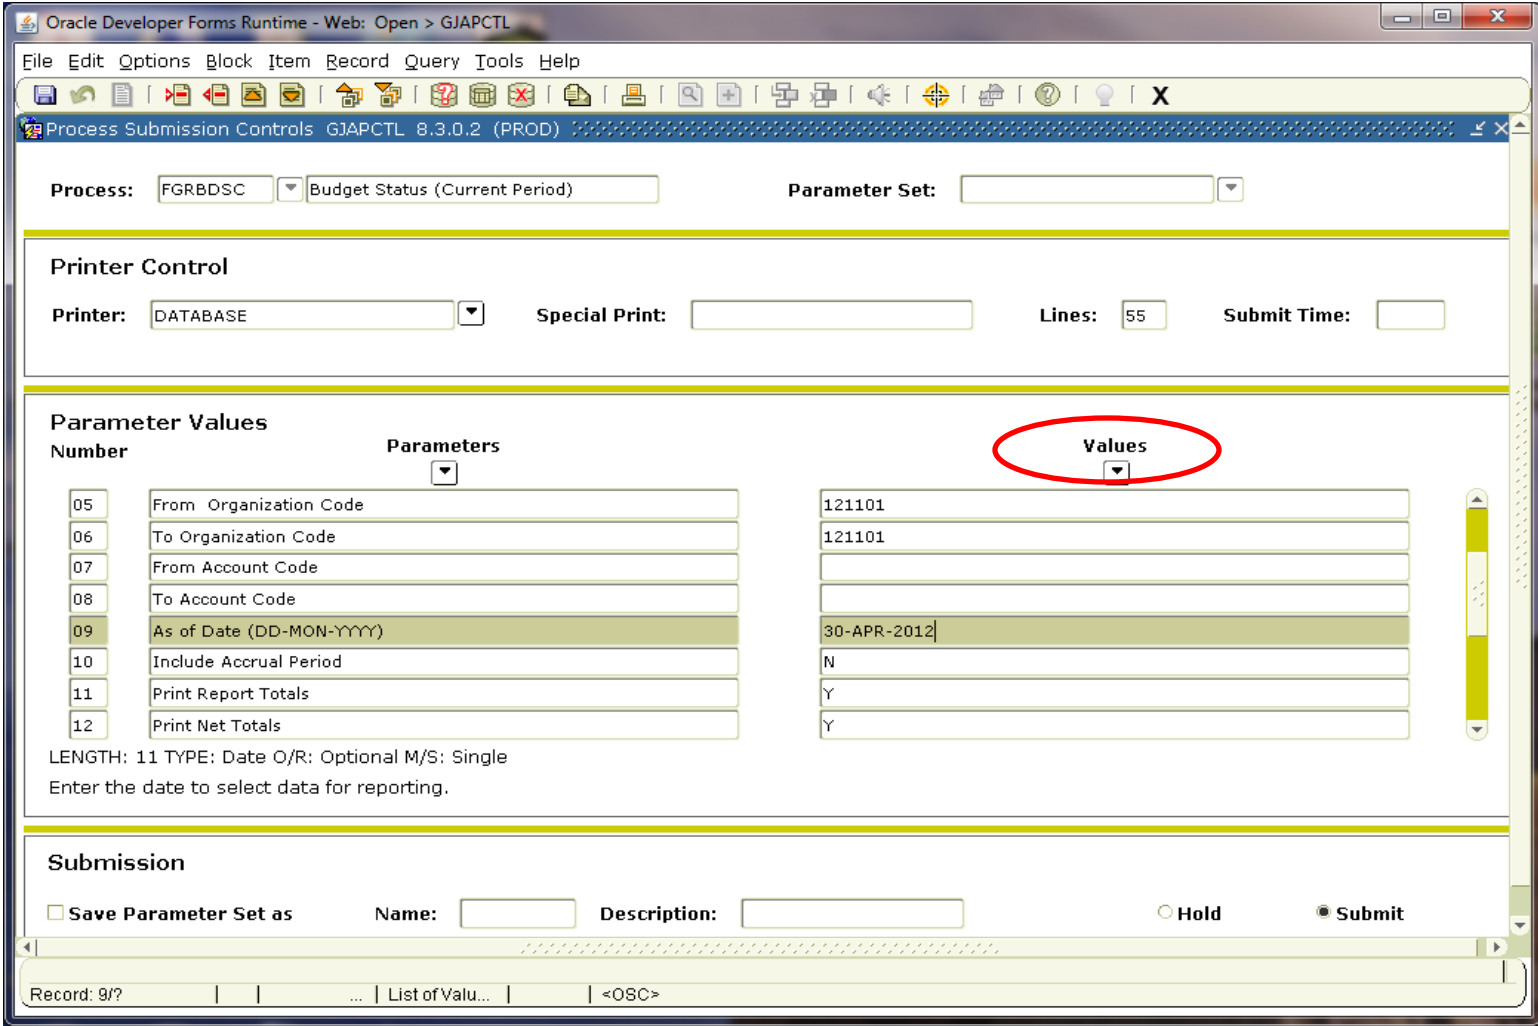 Oracle Developer Forms Runtime - Web: Open > GJAPCTL
File Edit Options Block Item Record Query Tools Help
Process Submission Controls GJAPCTL 8.3.0.2 (PROD)
Process: FGRBDSC Budget Status (Current Period) Parameter Set:
Printer Control
Printer: DATABASE Special Print: Lines: 55 Submit Time:
Parameter Values
Number Parameters Values
05 From Organization Code 121101
06 To Organization Code 121101
07 From Account Code
08 To Account Code
09 As of Date (DD-MON-YYYY) 30-APR-2012
10 Include Accrual Period N
11 Print Report Totals Y
12 Print Net Totals Y
LENGTH: 11 TYPE: Date O/R: Optional M/S: Single
Enter the date to select data for reporting.
Submission
Save Parameter Set as Name: Description: Hold Submit
Record: 9/? ... List of Valu... <OSC>